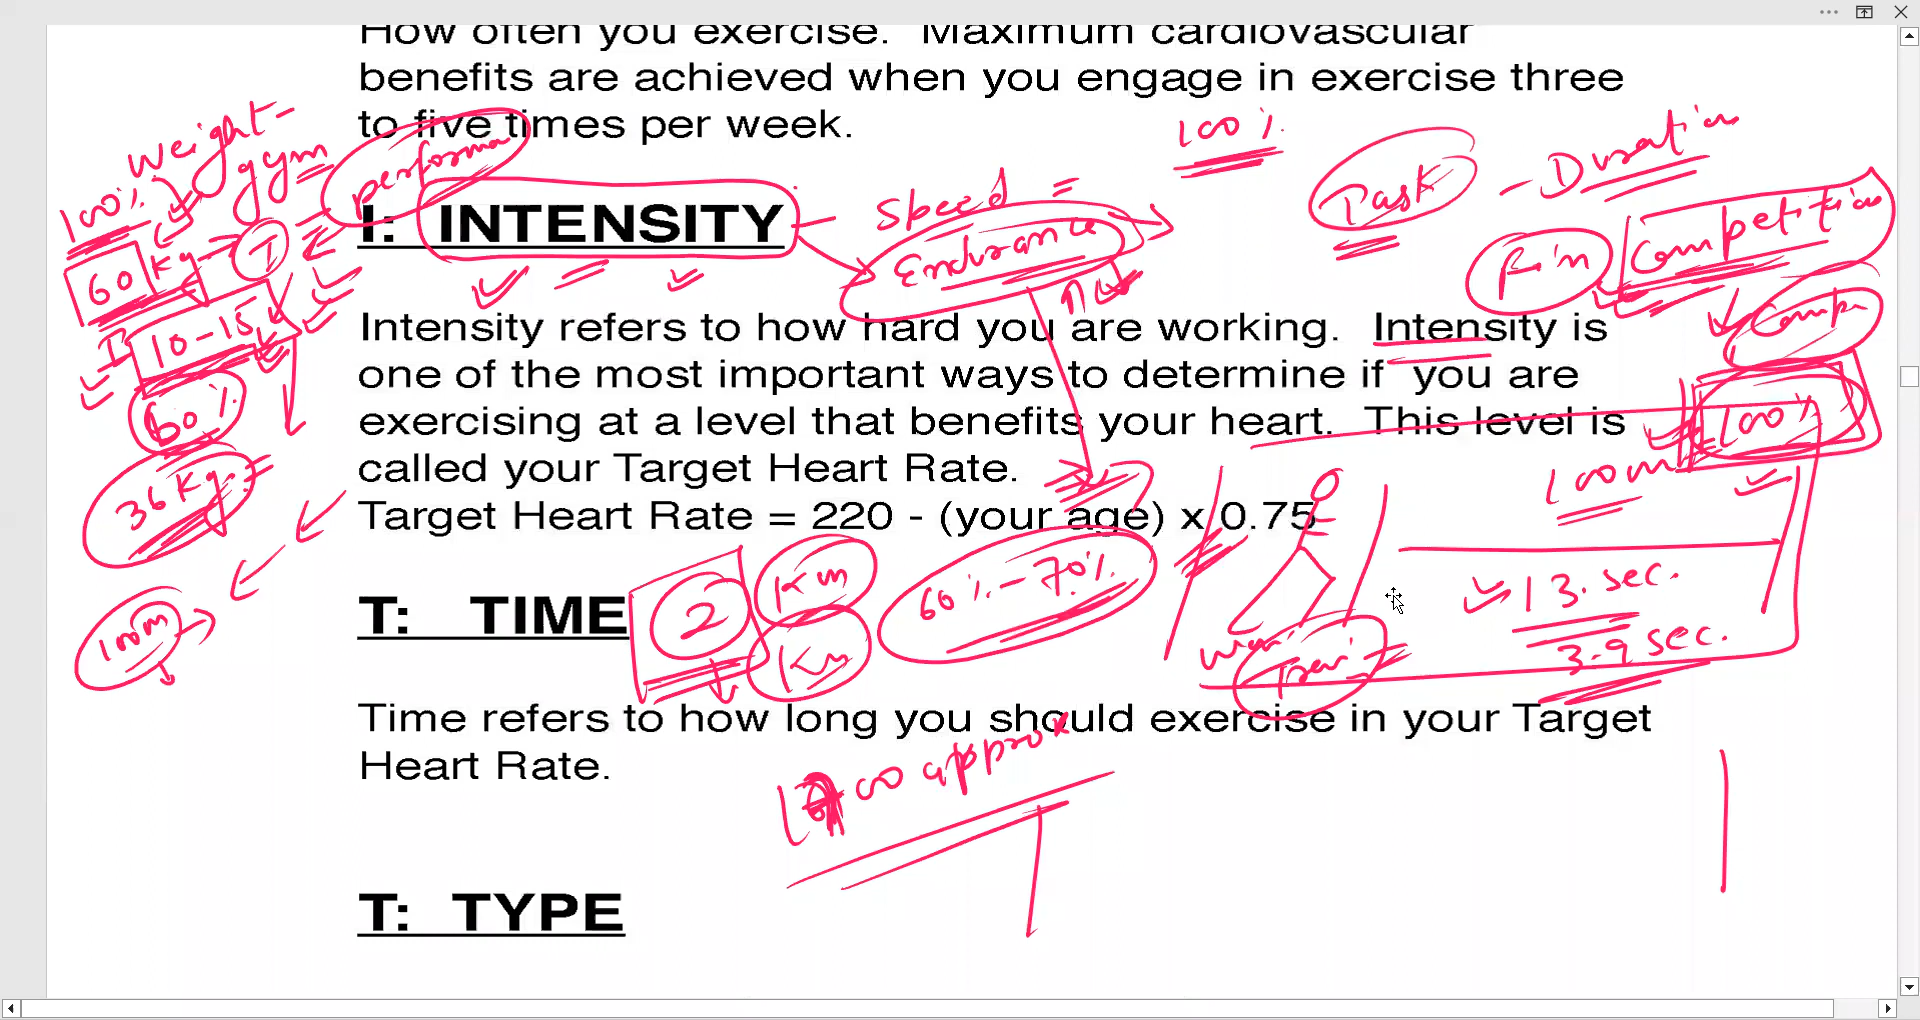 How often you exercise.  Maximum cardiovascular
benefits are achieved when you engage in exercise three
to five times per week.
100 %
weight-
gym
100%
60 kg - I
Task
- Duration
Competition
Speed =
Endurance
I:  INTENSITY
10-15
60 %
36 kg
100m
Intensity refers to how hard you are working.  Intensity is
one of the most important ways to determine if  you are
exercising at a level that benefits your heart.  This level is
called your Target Heart Rate.
Target Heart Rate = 220 - (your age) x 0.75
100 %
100m
13. sec.
3.9 sec.
2 Km
Km
60 % - 70 %
T:   TIME
Time refers to how long you should exercise in your Target
Heart Rate.
approx
T:  TYPE